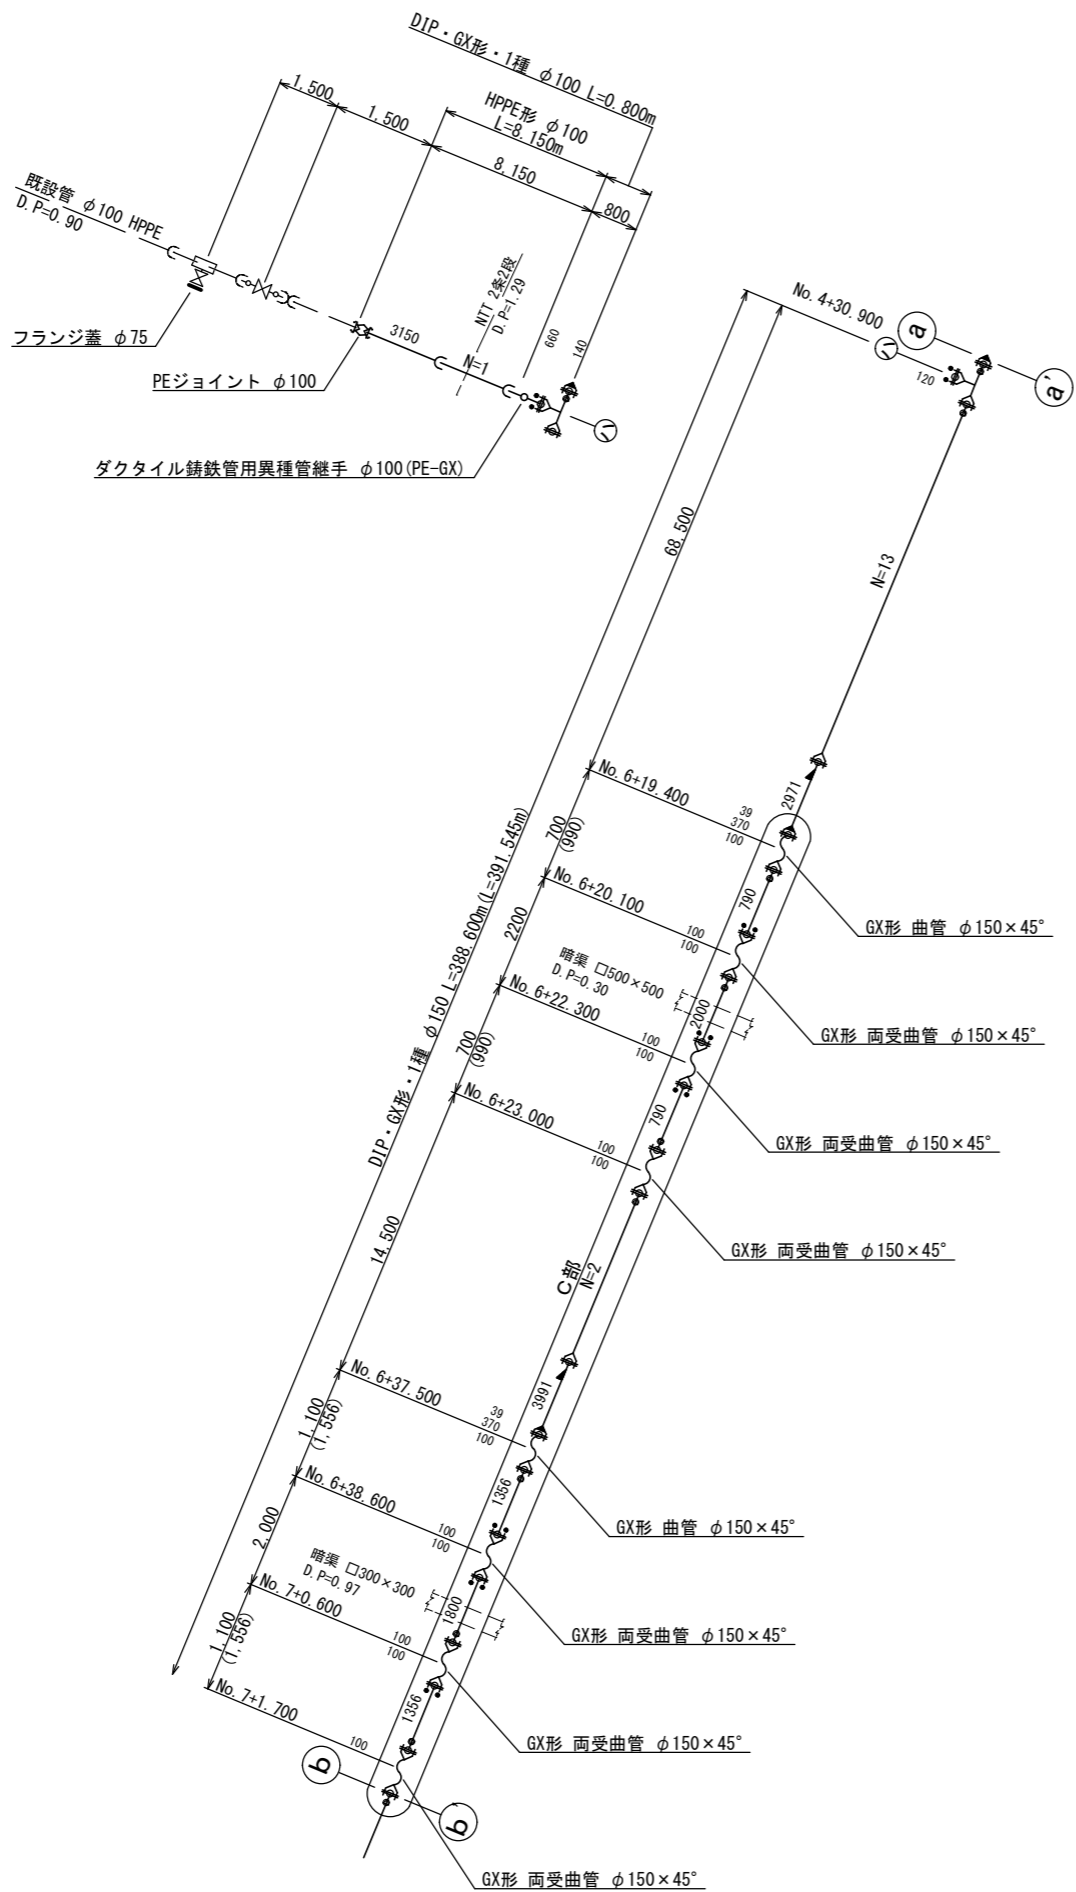 DIP・GX形・1種 φ100 L=0.800m
HPPE形 φ100
L=8.150m
1,500
1,500
8,150
800
既設管 φ100 HPPE
D.P=0.90
フランジ蓋 φ75
PEジョイント φ100
3150
N=1
NTT 2条2段
D.P=1.29
660
140
ハ
ダクタイル鋳鉄管用異種管継手 φ100(PE-GX)
No.4+30.900
a
ハ
120
a'
68,500
N=13
DIP・GX形・1種 φ150 L=388.600m(L=391.545m)
No.6+19.400
39
370
100
2971
GX形 曲管 φ150×45°
700
(990)
No.6+20.100
100
100
790
GX形 両受曲管 φ150×45°
2200
暗渠 □500×500
D.P=0.30
2000
No.6+22.300
100
100
GX形 両受曲管 φ150×45°
700
(990)
790
No.6+23.000
100
100
GX形 両受曲管 φ150×45°
14,500
C部
N=2
3991
No.6+37.500
39
370
100
GX形 曲管 φ150×45°
1,100
(1,556)
1356
No.6+38.600
100
100
GX形 両受曲管 φ150×45°
2,000
暗渠 □300×300
D.P=0.97
1800
No.7+0.600
100
100
GX形 両受曲管 φ150×45°
1,100
(1,556)
1356
No.7+1.700
100
b
b'
GX形 両受曲管 φ150×45°